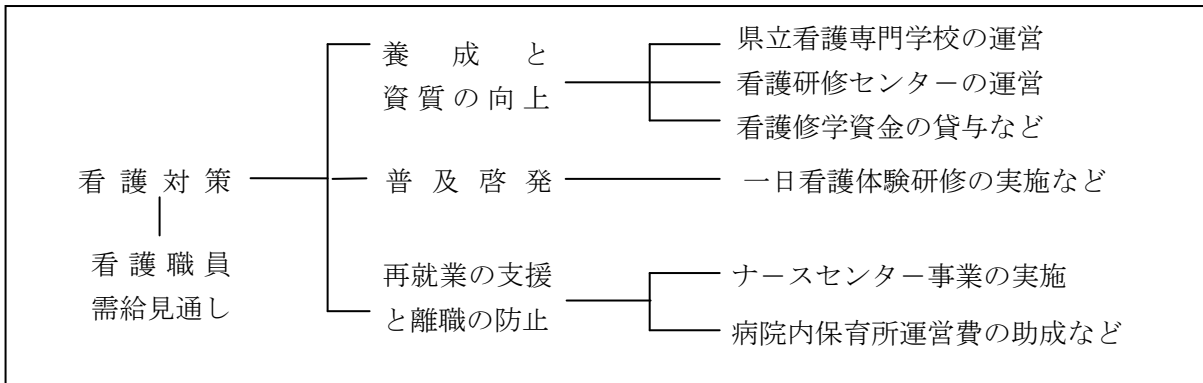 養成と
資質の向上
県立看護専門学校の運営
看護研修センターの運営
看護修学資金の貸与など
看護対策
普及啓発
一日看護体験研修の実施など
看護職員
需給見通し
再就業の支援
と離職の防止
ナースセンター事業の実施
病院内保育所運営費の助成など